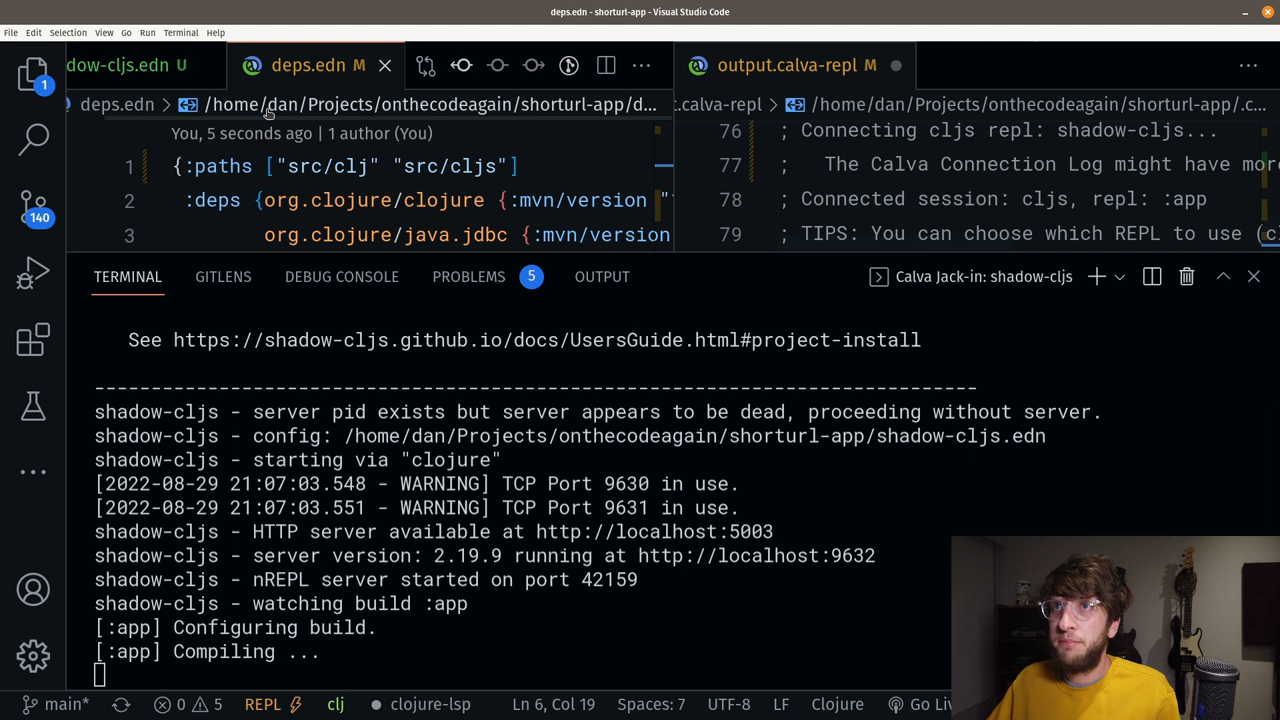 deps.edn - shorturl-app - Visual Studio Code
File Edit Selection View Go Run Terminal Help
dow-cljs.edn U
deps.edn M
output.calva-repl M
deps.edn > /home/dan/Projects/onthecodeagain/shorturl-app/d...
.calva-repl > /home/dan/Projects/onthecodeagain/shorturl-app/.c...
You, 5 seconds ago | 1 author (You)
1 {:paths ["src/clj" "src/cljs"]
2 :deps {org.clojure/clojure {:mvn/version "
3 org.clojure/java.jdbc {:mvn/version
76 ; Connecting cljs repl: shadow-cljs...
77 ; The Calva Connection Log might have mor
78 ; Connected session: cljs, repl: :app
79 ; TIPS: You can choose which REPL to use (c
TERMINAL GITLENS DEBUG CONSOLE PROBLEMS 5 OUTPUT
Calva Jack-in: shadow-cljs
1
140
See https://shadow-cljs.github.io/docs/UsersGuide.html#project-install
------------------------------------------------------------------------------
shadow-cljs - server pid exists but server appears to be dead, proceeding without server.
shadow-cljs - config: /home/dan/Projects/onthecodeagain/shorturl-app/shadow-cljs.edn
shadow-cljs - starting via "clojure"
[2022-08-29 21:07:03.548 - WARNING] TCP Port 9630 in use.
[2022-08-29 21:07:03.551 - WARNING] TCP Port 9631 in use.
shadow-cljs - HTTP server available at http://localhost:5003
shadow-cljs - server version: 2.19.9 running at http://localhost:9632
shadow-cljs - nREPL server started on port 42159
shadow-cljs - watching build :app
[:app] Configuring build.
[:app] Compiling ...
main* 0 5 REPL clj clojure-lsp Ln 6, Col 19 Spaces: 7 UTF-8 LF Clojure Go Liv